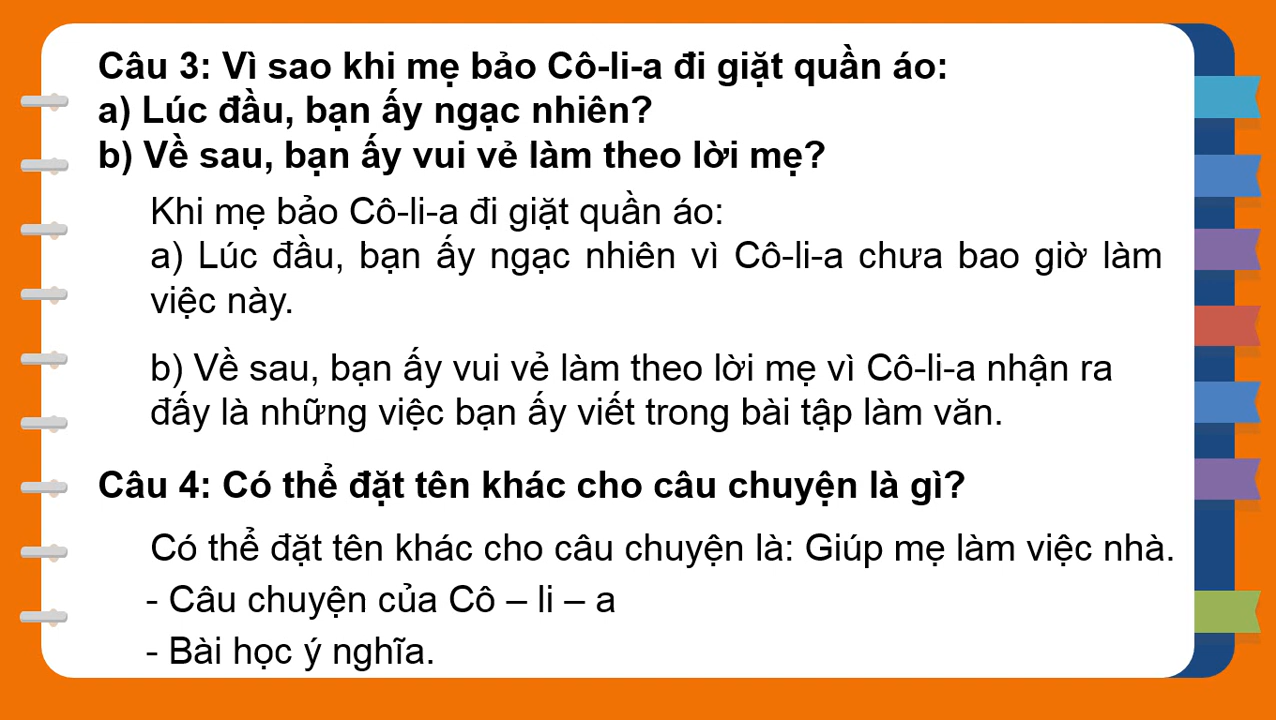 Câu 3: Vì sao khi mẹ bảo Cô-li-a đi giặt quần áo:
a) Lúc đầu, bạn ấy ngạc nhiên?
b) Về sau, bạn ấy vui vẻ làm theo lời mẹ?
Khi mẹ bảo Cô-li-a đi giặt quần áo:
a) Lúc đầu, bạn ấy ngạc nhiên vì Cô-li-a chưa bao giờ làm
việc này.
b) Về sau, bạn ấy vui vẻ làm theo lời mẹ vì Cô-li-a nhận ra
đấy là những việc bạn ấy viết trong bài tập làm văn.
Câu 4: Có thể đặt tên khác cho câu chuyện là gì?
Có thể đặt tên khác cho câu chuyện là: Giúp mẹ làm việc nhà.
- Câu chuyện của Cô – li – a
- Bài học ý nghĩa.